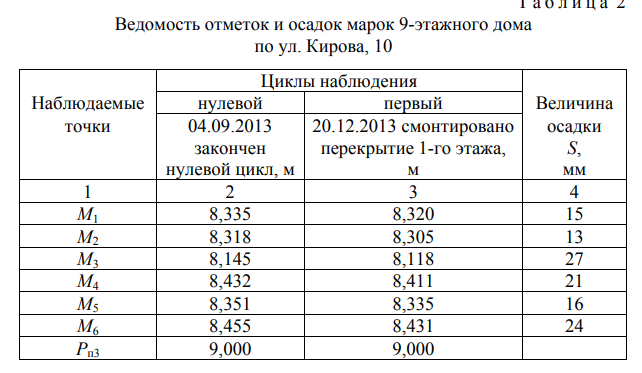 Таблица 2
Ведомость отметок и осадок марок 9-этажного дома
по ул. Кирова, 10
Наблюдаемые точки
Циклы наблюдения
Величина осадки S, мм
нулевой первый
04.09.2013 закончен нулевой цикл, м
20.12.2013 смонтировано перекрытие 1-го этажа, м
1 2 3 4
M1 8,335 8,320 15
M2 8,318 8,305 13
M3 8,145 8,118 27
M4 8,432 8,411 21
M5 8,351 8,335 16
M6 8,455 8,431 24
Pп3 9,000 9,000